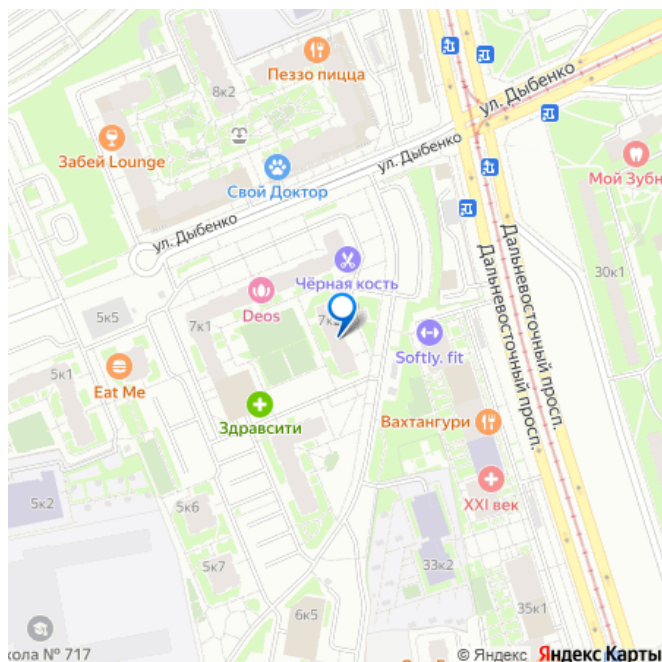 Пеззо пицца
8к2
ул. Дыбенко
Забей Lounge
ул. Дыбенко
Свой Доктор
Мой Зубн
ул. Дыбенко
Дальневосточный просп.
Дальневосточный просп.
30к1
Чёрная кость
Deos
5к5
7к1
Softly. fit
5к1
Eat Me
Здравсити
Вахтангури
XXI век
5к2
5к6
5к7
33к2
6к5
35к1
кола № 717
© Яндекс Яндекс Карты